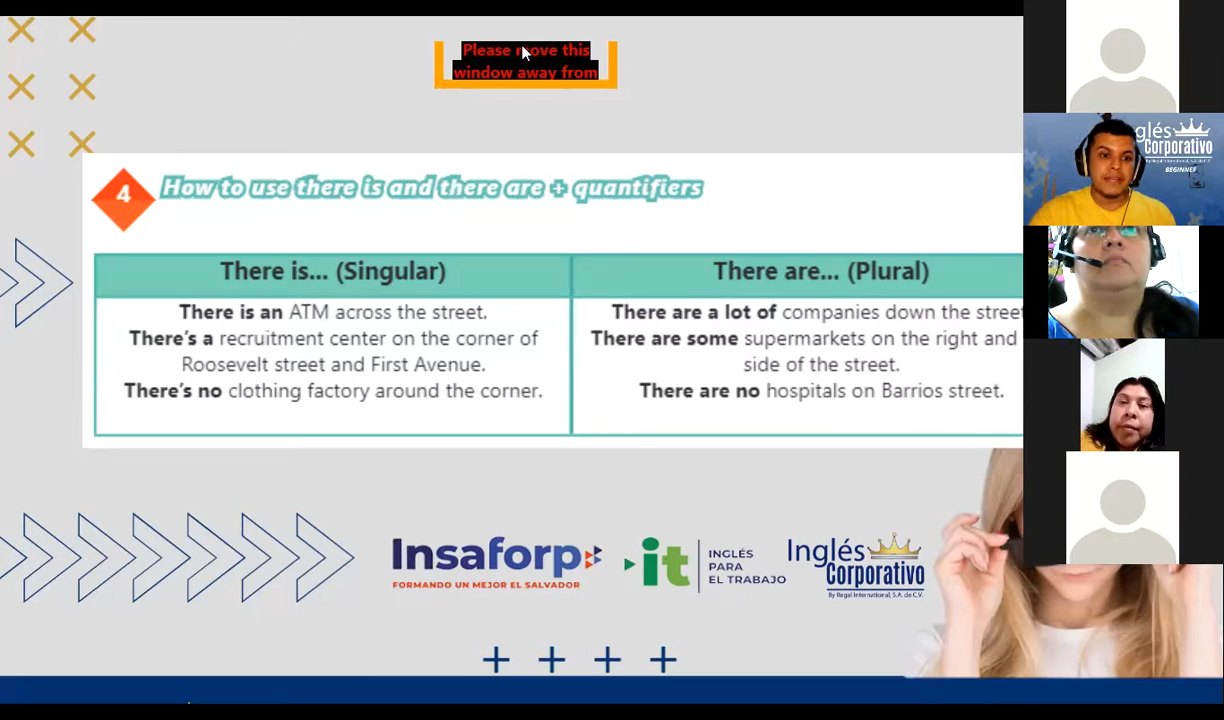 Please move this
window away from
4
How to use there is and there are + quantifiers
There is... (Singular)
There is an ATM across the street.
There's a recruitment center on the corner of
Roosevelt street and First Avenue.
There's no clothing factory around the corner.
There are... (Plural)
There are a lot of companies down the street
There are some supermarkets on the right and
side of the street.
There are no hospitals on Barrios street.
Insaforp
FORMANDO UN MEJOR EL SALVADOR
it
INGLÉS
PARA
EL TRABAJO
Inglés
Corporativo
By Regal International, S.A. de C.V.
glés
Corporativo
By Regal International, S.A. de C.V.
BEGINNER